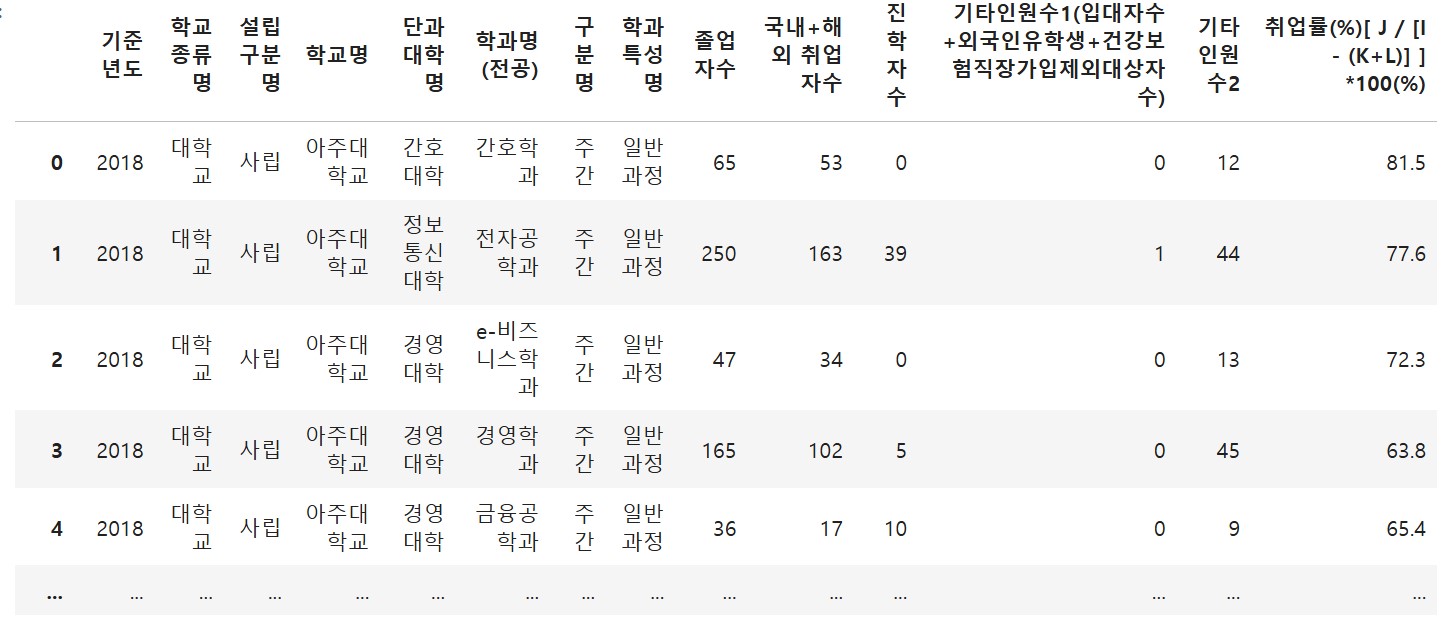 기준년도 학교종류명 설립구분명 학교명 단과대학명 학과명(전공) 구분명 학과특성명 졸업자수 국내+해외 취업자수 진학자수 기타인원수1(입대자수+외국인유학생+건강보험직장가입제외대상자수) 기타인원수2 취업률(%)[ J / [I - (K+L)] ] *100(%)
0 2018 대학교 사립 아주대학교 간호대학 간호학과 주간 일반과정 65 53 0 0 12 81.5
1 2018 대학교 사립 아주대학교 정보통신대학 전자공학과 주간 일반과정 250 163 39 1 44 77.6
2 2018 대학교 사립 아주대학교 경영대학 e-비즈니스학과 주간 일반과정 47 34 0 0 13 72.3
3 2018 대학교 사립 아주대학교 경영대학 경영학과 주간 일반과정 165 102 5 0 45 63.8
4 2018 대학교 사립 아주대학교 경영대학 금융공학과 주간 일반과정 36 17 10 0 9 65.4
... ... ... ... ... ... ... ... ... ... ... ... ... ... ...